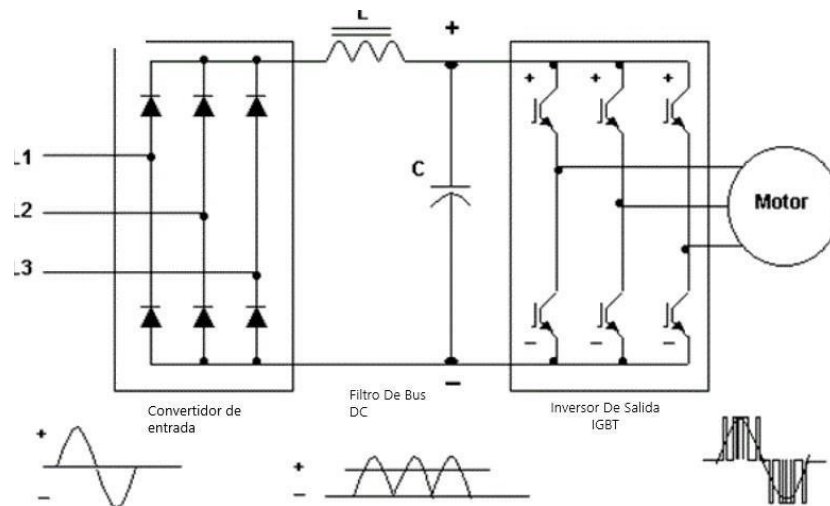 L
+
+
+
+
L1
C
Motor
L2
L3
−
−
−
−
Convertidor de
entrada
Filtro De Bus
DC
Inversor De Salida
IGBT
+
−
+
−
+
−